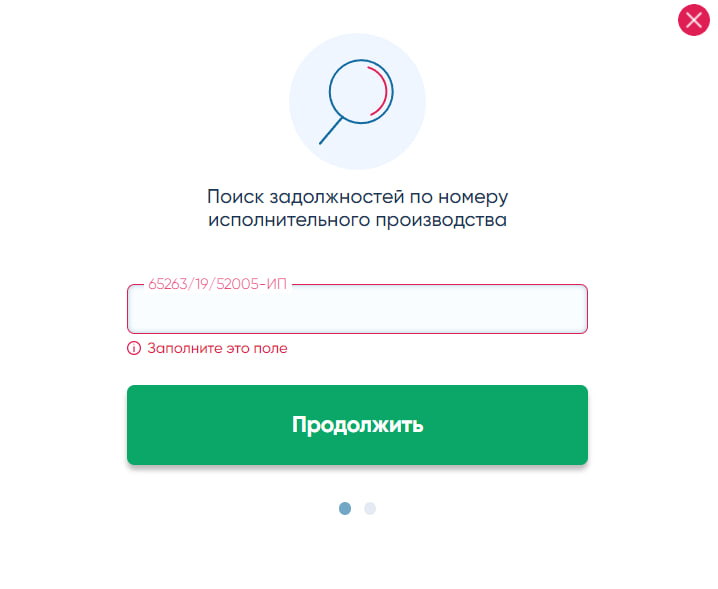 Поиск задолжностей по номеру
исполнительного производства
65263/19/52005-ИП
Заполните это поле
Продолжить